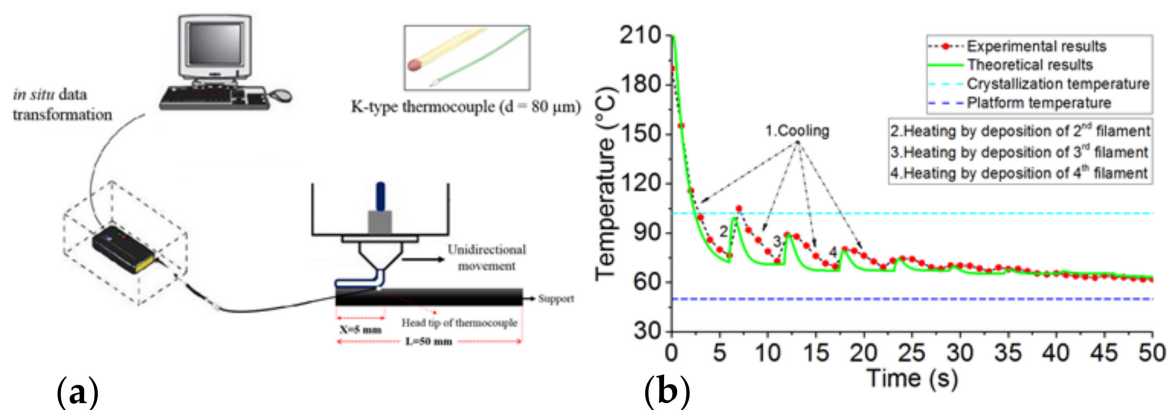 in situ data
transformation
K-type thermocouple (d = 80 µm)
Unidirectional
movement
Support
Head tip of thermocouple
X=5 mm
L=50 mm
(a)
210
180
150
120
90
60
30
Temperature (°C)
0 5 10 15 20 25 30 35 40 45 50
Time (s)
Experimental results
Theoretical results
Crystallization temperature
Platform temperature
2.Heating by deposition of 2nd filament
3.Heating by deposition of 3rd filament
4.Heating by deposition of 4th filament
1.Cooling
2
3
4
(b)